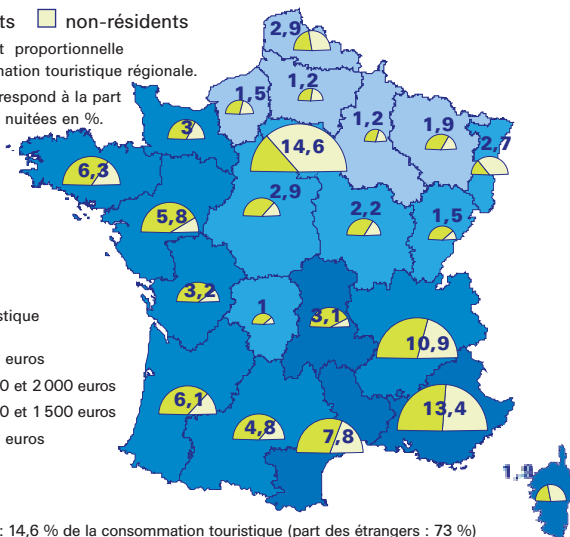 ts non-résidents
t proportionnelle
mation touristique régionale.
respond à la part
nuitées en %.
2,9
1,5
1,2
1,2
1,9
2,7
3
14,6
6,3
2,9
5,8
2,2
1,5
3,2
1
3,1
10,9
6,1
4,8
7,8
13,4
stique
euros
0 et 2 000 euros
0 et 1 500 euros
euros
: 14,6 % de la consommation touristique (part des étrangers : 73 %)